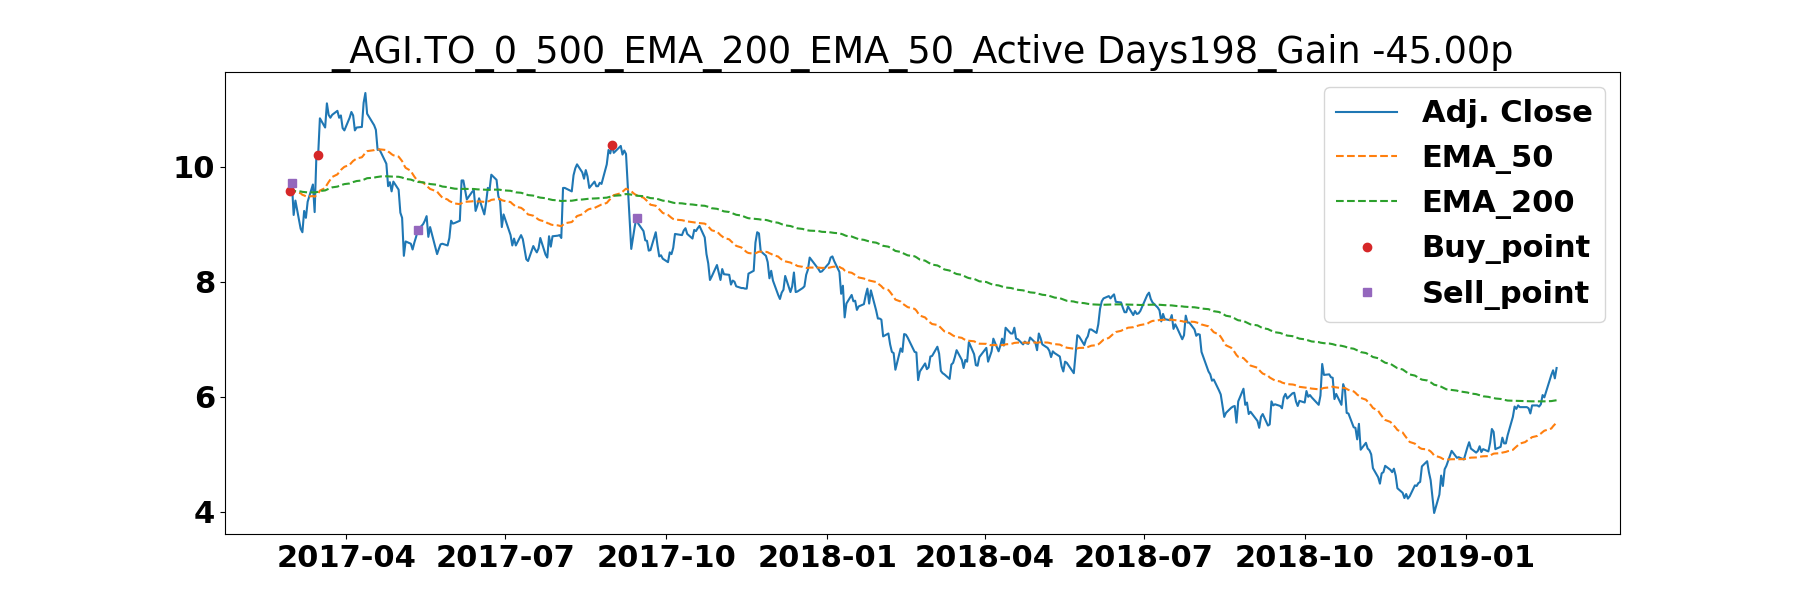 _AGI.TO_0_500_EMA_200_EMA_50_Active Days198_Gain -45.00p
Adj. Close
EMA_50
EMA_200
Buy_point
Sell_point
10
8
6
4
2017-04 2017-07 2017-10 2018-01 2018-04 2018-07 2018-10 2019-01